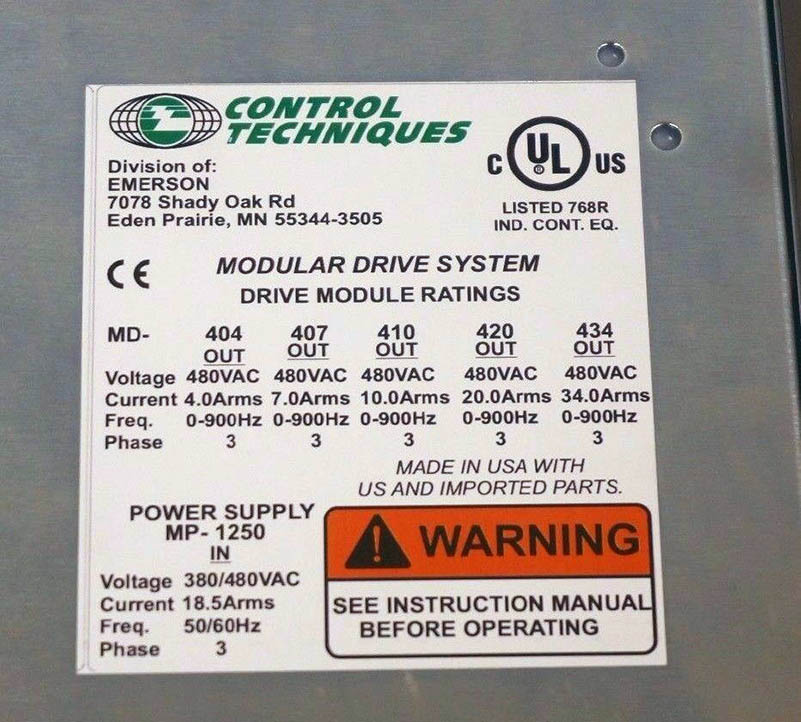 CONTROL
TECHNIQUES
Division of:
EMERSON
7078 Shady Oak Rd
Eden Prairie, MN 55344-3505
C UL US
LISTED 768R
IND. CONT. EQ.
CE MODULAR DRIVE SYSTEM
DRIVE MODULE RATINGS
MD- 404 407 410 420 434
OUT OUT OUT OUT OUT
Voltage 480VAC 480VAC 480VAC 480VAC 480VAC
Current 4.0Arms 7.0Arms 10.0Arms 20.0Arms 34.0Arms
Freq. 0-900Hz 0-900Hz 0-900Hz 0-900Hz 0-900Hz
Phase 3 3 3 3 3
MADE IN USA WITH
US AND IMPORTED PARTS.
POWER SUPPLY
MP- 1250
IN
Voltage 380/480VAC
Current 18.5Arms
Freq. 50/60Hz
Phase 3
WARNING
SEE INSTRUCTION MANUAL
BEFORE OPERATING